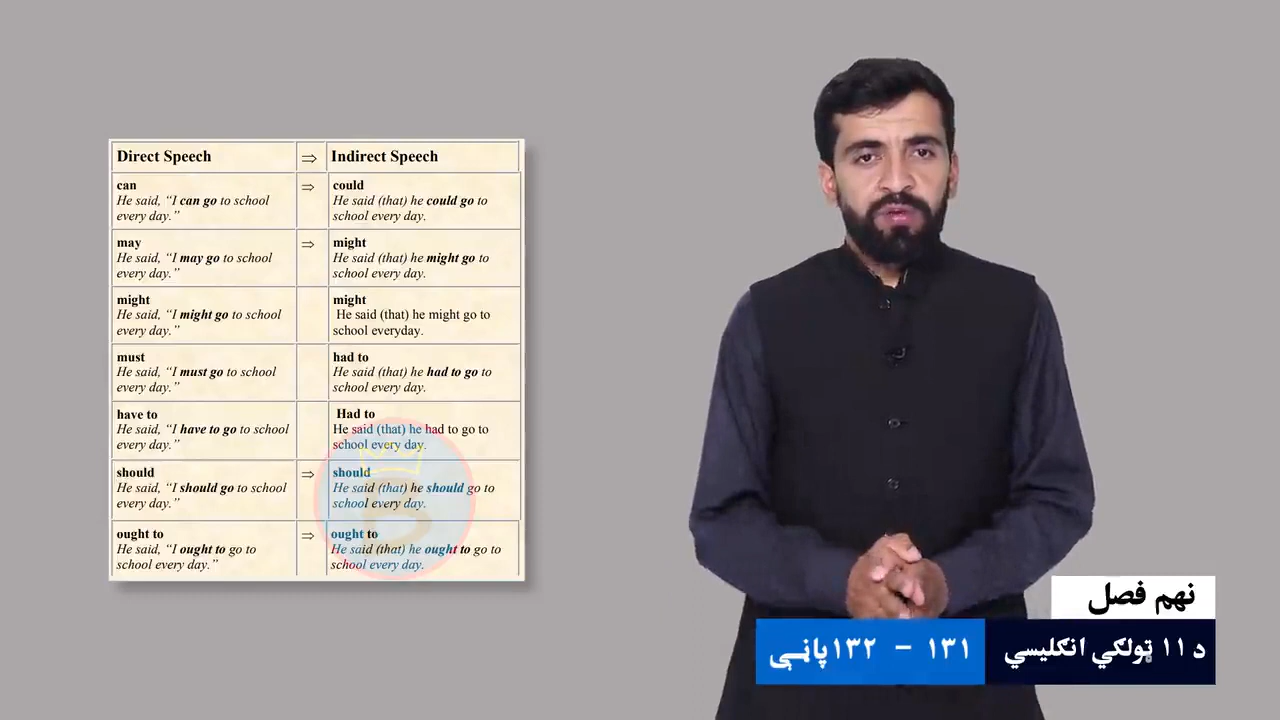 Direct Speech ⇒ Indirect Speech
can ⇒ could
He said, “I can go to school
every day.”
He said (that) he could go to
school every day.
may ⇒ might
He said, “I may go to school
every day.”
He said (that) he might go to
school every day.
might
He said, “I might go to school
every day.”
might
He said (that) he might go to
school everyday.
must
He said, “I must go to school
every day.”
had to
He said (that) he had to go to
school every day.
have to
He said, “I have to go to school
every day.”
Had to
He said (that) he had to go to
school every day.
should ⇒ should
He said, “I should go to school
every day.”
He said (that) he should go to
school every day.
ought to ⇒ ought to
He said, “I ought to go to
school every day.”
He said (that) he ought to go to
school every day.
نهم فصل
د ۱۱ ټولګي انګلیسي
۱۳۱ – ۱۳۲ پاڼې